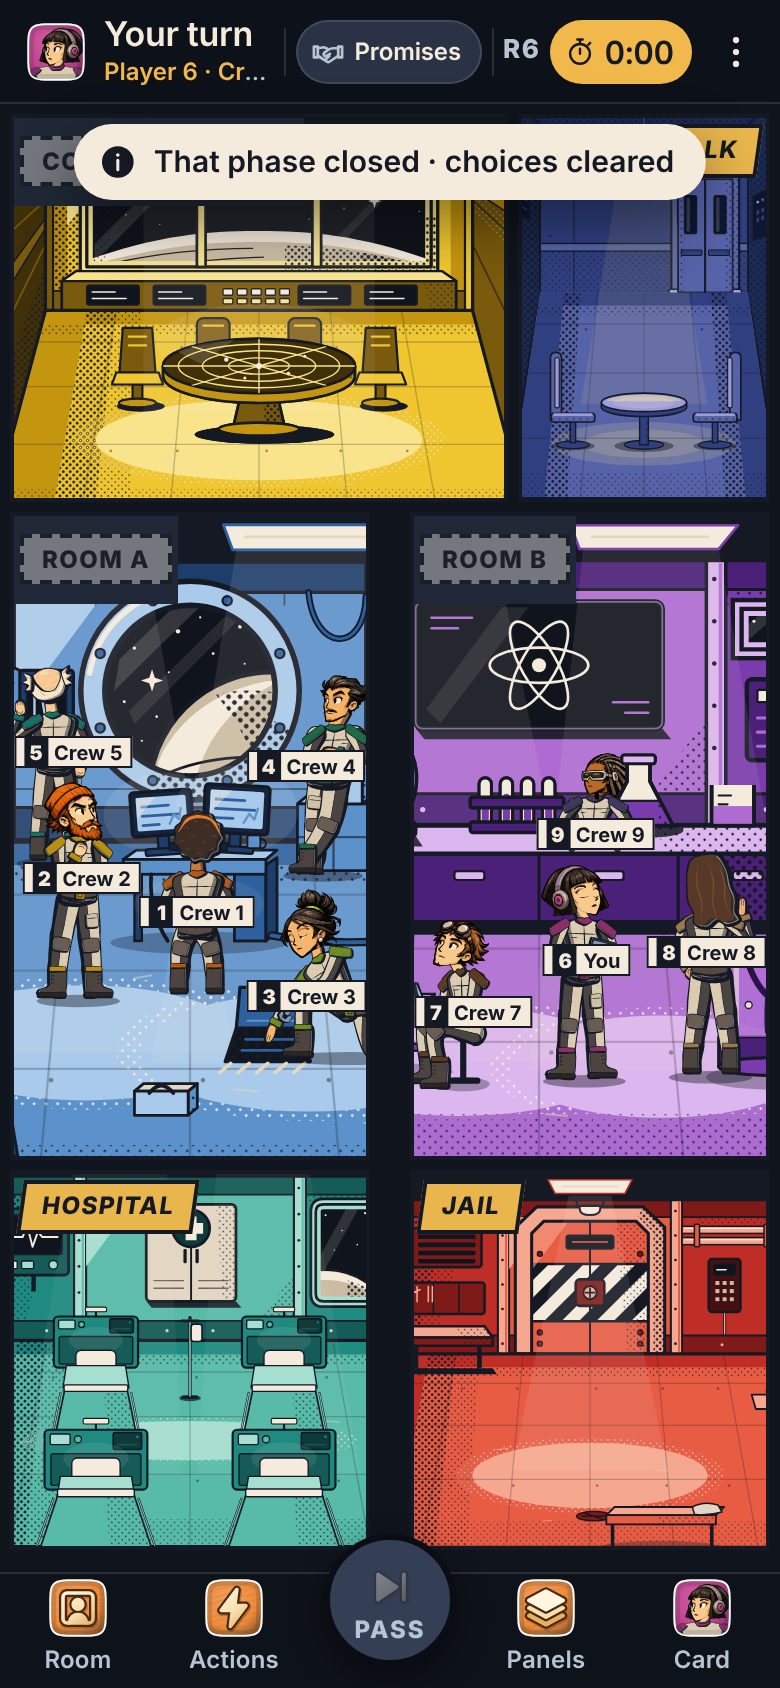 Your turn
Player 6 · Cr...
Promises
R6
0:00
That phase closed · choices cleared
ROOM A
ROOM B
5 Crew 5
4 Crew 4
2 Crew 2
1 Crew 1
3 Crew 3
9 Crew 9
6 You
8 Crew 8
7 Crew 7
HOSPITAL
JAIL
PASS
Room
Actions
Panels
Card